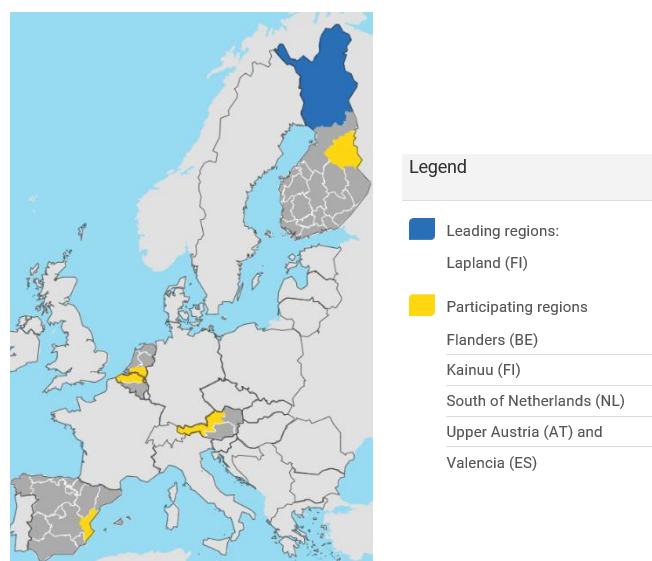 Legend
Leading regions:
Lapland (FI)
Participating regions
Flanders (BE)
Kainuu (FI)
South of Netherlands (NL)
Upper Austria (AT) and
Valencia (ES)